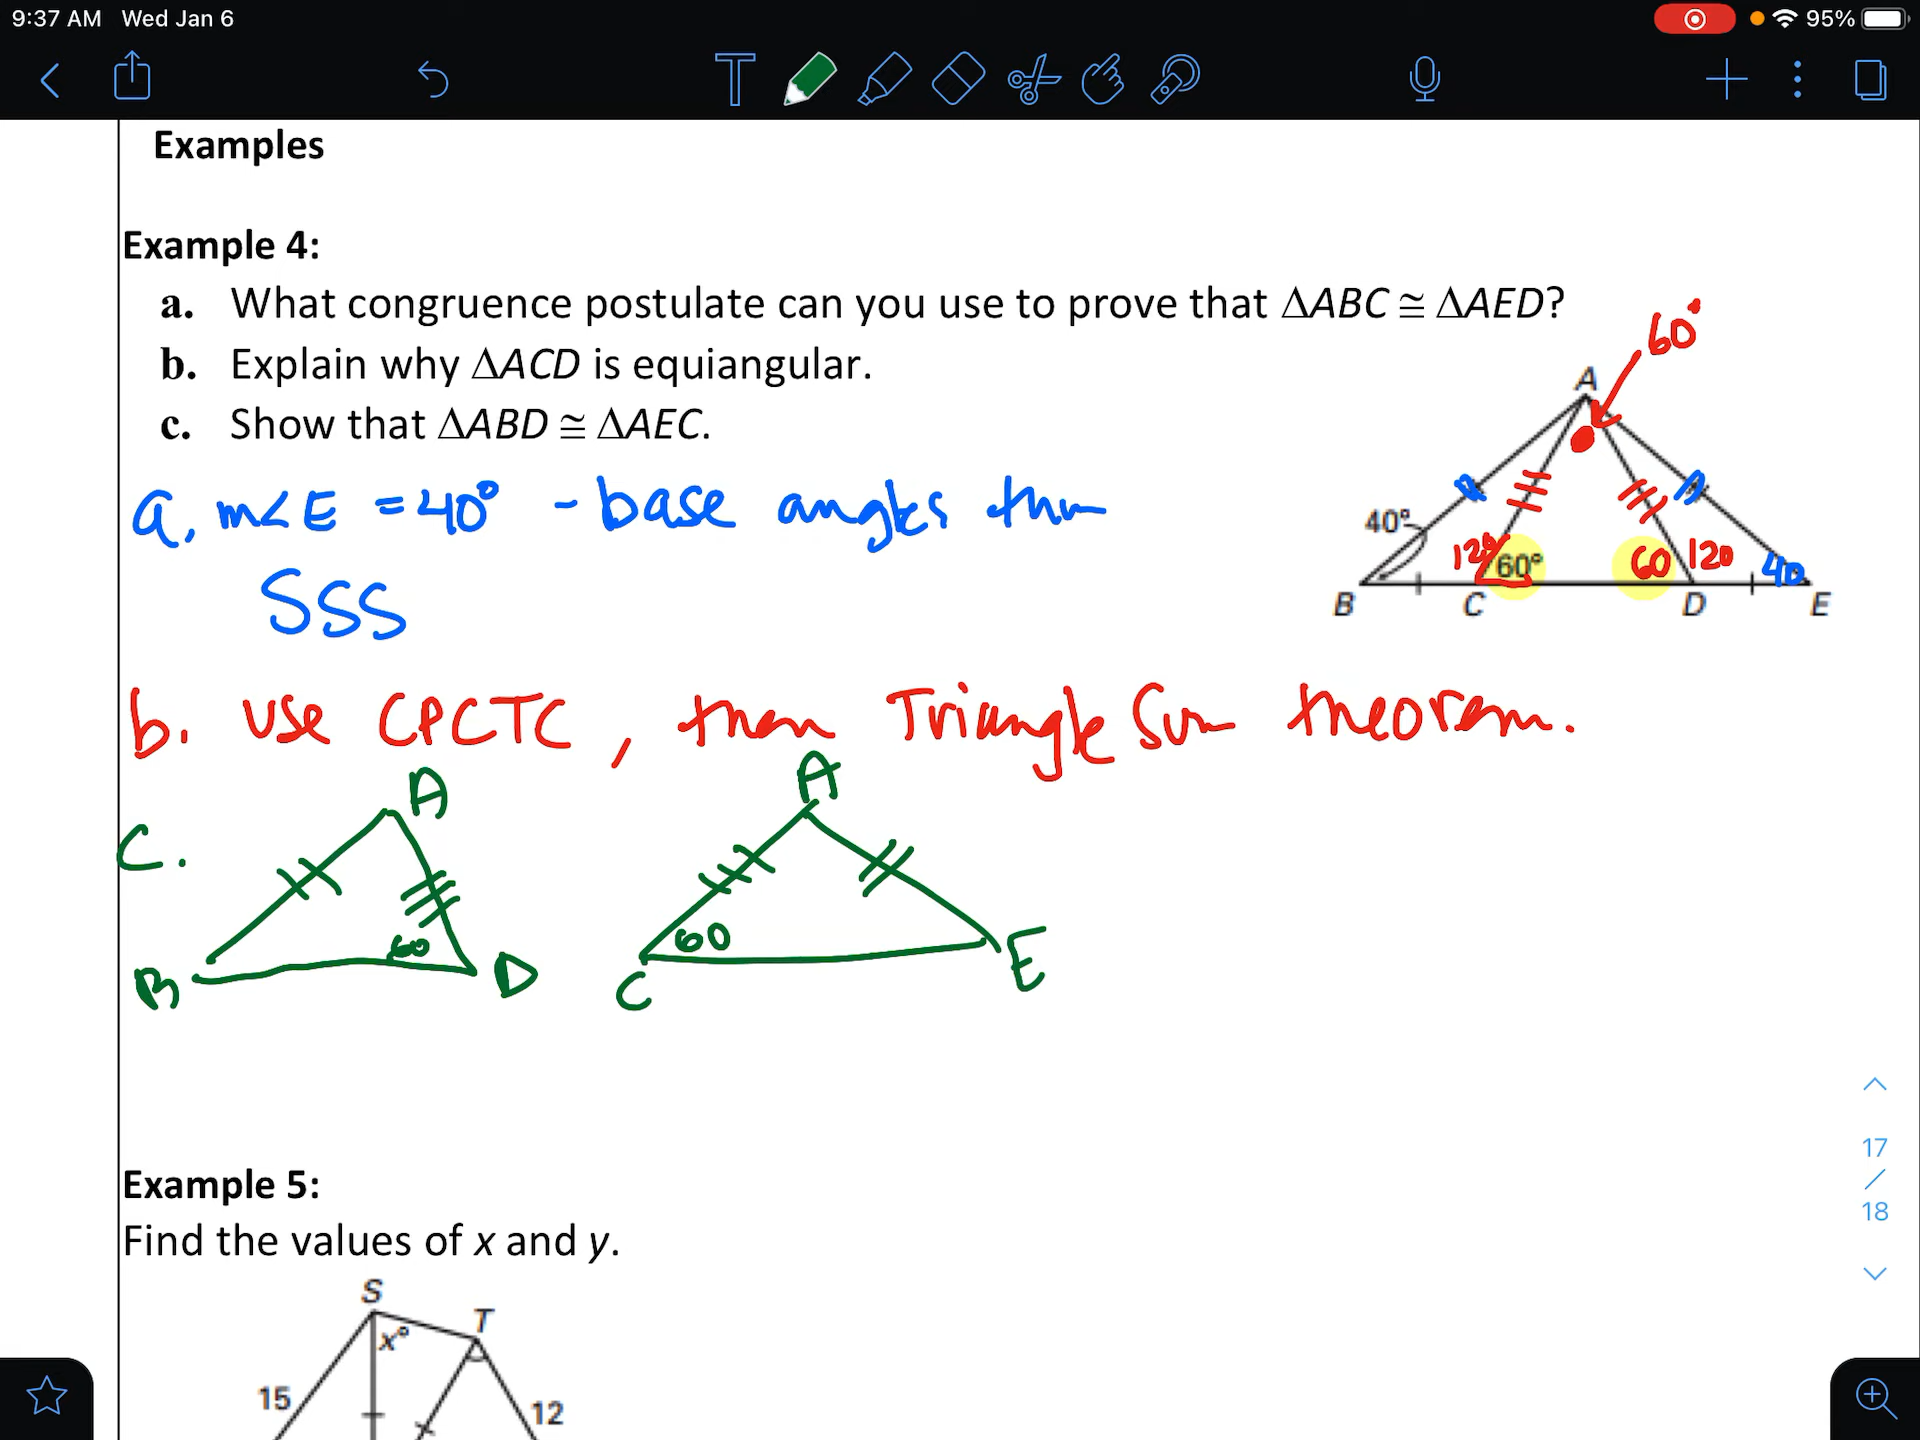 9:37 AM Wed Jan 6
95%
Examples
Example 4:
a. What congruence postulate can you use to prove that ΔABC ≅ ΔAED?
b. Explain why ΔACD is equiangular.
c. Show that ΔABD ≅ ΔAEC.
60°
A
40°
120
60°
60
120
40
B C D E
a, m<E = 40° - base angles thm
SSS
b. use CPCTC, then Triangle Sum theorem.
C.
A
A
60
60
B D
C E
17
/
18
Example 5:
Find the values of x and y.
S
T
x°
15
12